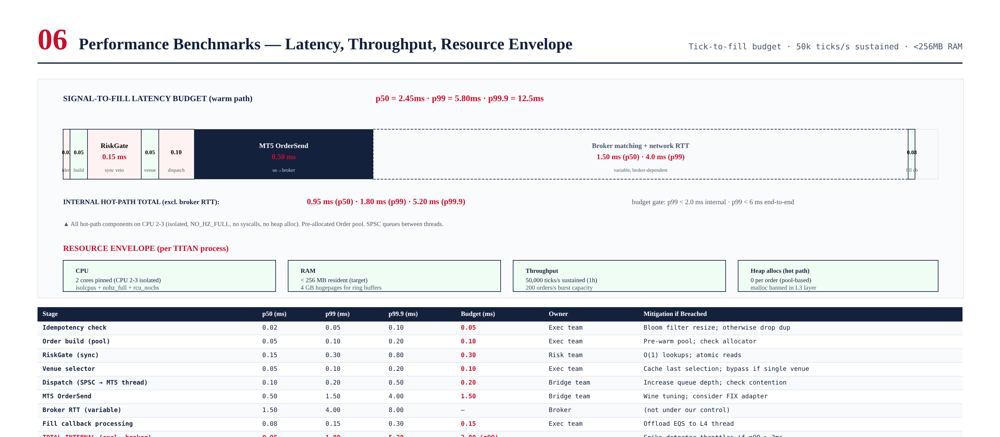 06 Performance Benchmarks — Latency, Throughput, Resource Envelope Tick-to-fill budget · 50k ticks/s sustained · <256MB RAM
SIGNAL-TO-FILL LATENCY BUDGET (warm path) p50 = 2.45ms · p99 = 5.80ms · p99.9 = 12.5ms
RiskGate MT5 OrderSend Broker matching + network RTT
0.05 0.15 ms 0.05 0.10 0.50 ms 1.50 ms (p50) · 4.0 ms (p99) 0.08
build sync veto venue dispatch us→broker variable, broker-dependent fill cb
INTERNAL HOT-PATH TOTAL (excl. broker RTT): 0.95 ms (p50) · 1.80 ms (p99) · 5.20 ms (p99.9) budget gate: p99 < 2.0 ms internal · p99 < 6 ms end-to-end
▲ All hot-path components on CPU 2-3 (isolated, NO_HZ_FULL, no syscalls, no heap alloc). Pre-allocated Order pool. SPSC queues between threads.
RESOURCE ENVELOPE (per TITAN process)
CPU
2 cores pinned (CPU 2-3 isolated)
isolcpus + nohz_full + rcu_nocbs
RAM
< 256 MB resident (target)
4 GB hugepages for ring buffers
Throughput
50,000 ticks/s sustained (1h)
200 orders/s burst capacity
Heap allocs (hot path)
0 per order (pool-based)
malloc banned in L3 layer
Stage p50 (ms) p99 (ms) p99.9 (ms) Budget (ms) Owner Mitigation if Breached
Idempotency check 0.02 0.05 0.10 0.05 Exec team Bloom filter resize; otherwise drop dup
Order build (pool) 0.05 0.10 0.20 0.10 Exec team Pre-warm pool; check allocator
RiskGate (sync) 0.15 0.30 0.80 0.30 Risk team O(1) lookups; atomic reads
Venue selector 0.05 0.10 0.20 0.10 Exec team Cache last selection; bypass if single venue
Dispatch (SPSC → MT5 thread) 0.10 0.20 0.50 0.20 Bridge team Increase queue depth; check contention
MT5 OrderSend 0.50 1.50 4.00 1.50 Bridge team Wine tuning; consider FIX adapter
Broker RTT (variable) 1.50 4.00 8.00 — Broker (not under our control)
Fill callback processing 0.08 0.15 0.30 0.15 Exec team Offload EQS to L4 thread
TOTAL INTERNAL (excl. broker) 0.95 1.80 5.20 2.00 (p99) Spike detector throttles if p99 > 3ms